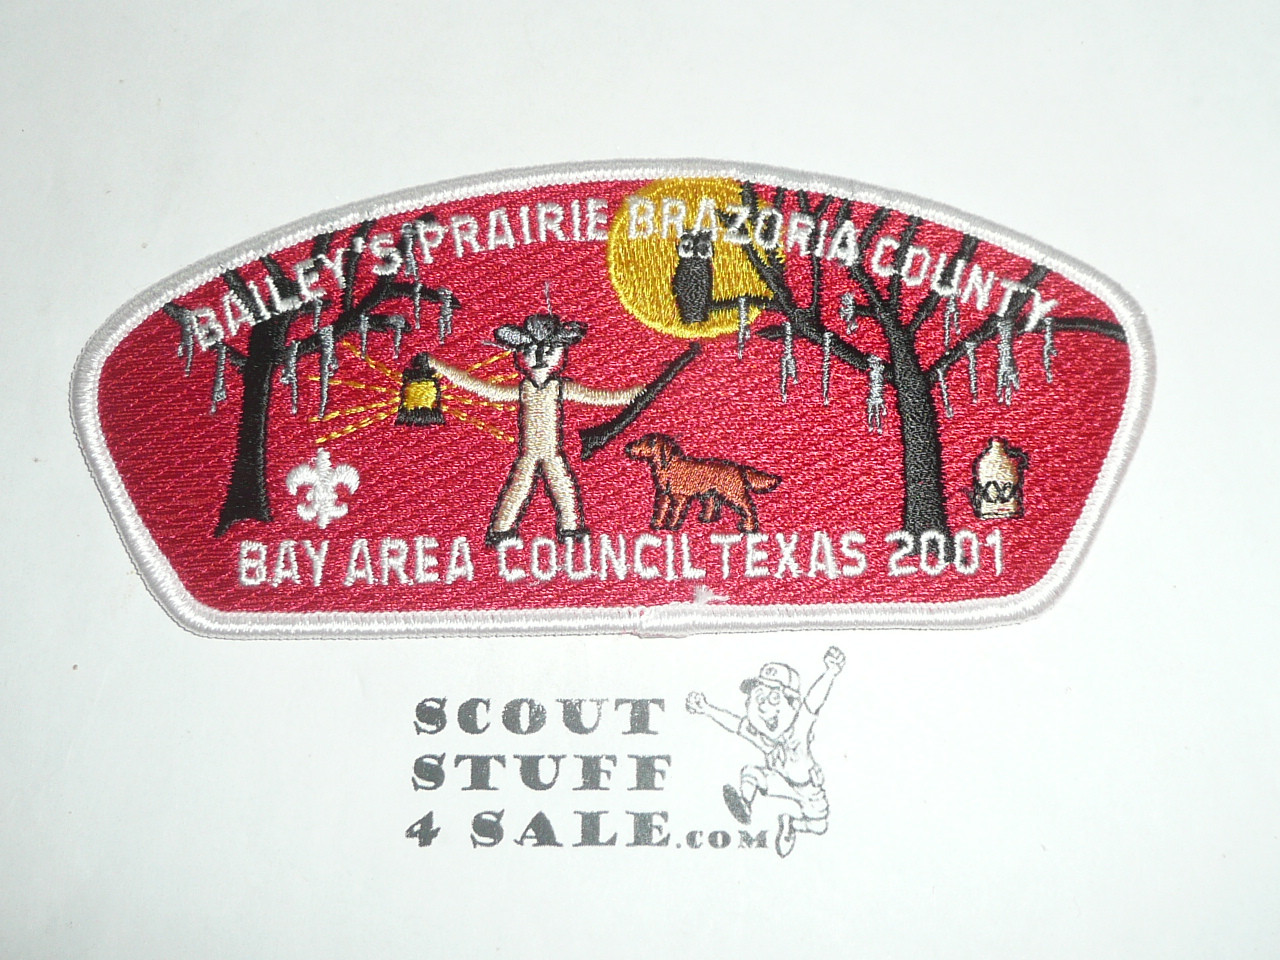 BAILEY'S PRAIRIE BRAZORIA COUNTY
BAY AREA COUNCIL TEXAS 2001
SCOUT
STUFF
4 SALE.COM